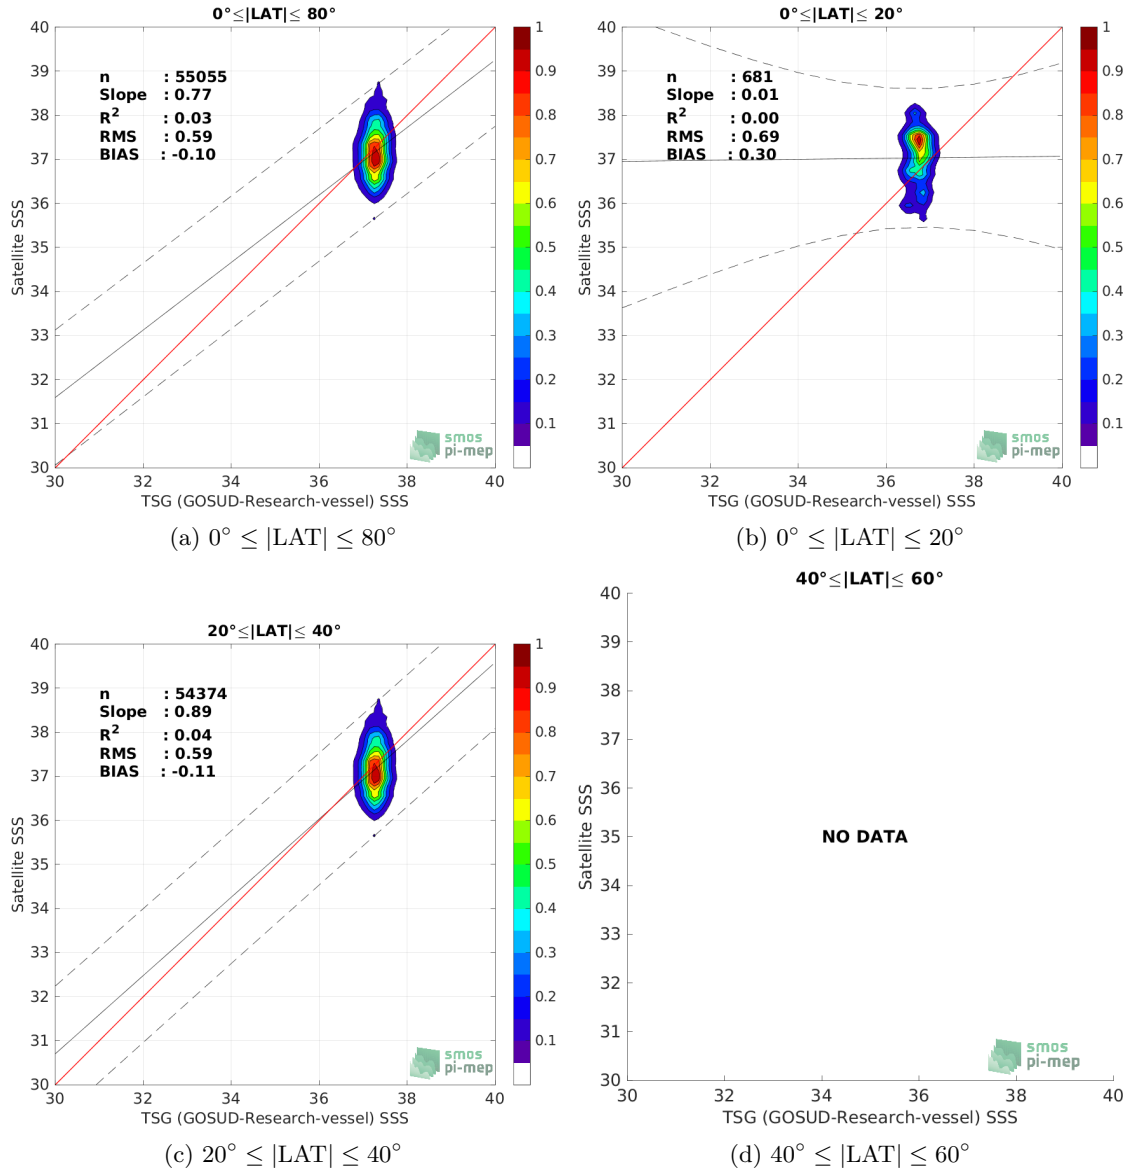 0°≤|LAT|≤ 80°
40
39
38
37
36
35
34
33
32
31
30
Satellite SSS
n : 55055
Slope : 0.77
R2 : 0.03
RMS : 0.59
BIAS : -0.10
smos
pi-mep
30 32 34 36 38 40
TSG (GOSUD-Research-vessel) SSS
1
0.9
0.8
0.7
0.6
0.5
0.4
0.3
0.2
0.1
(a) 0° ≤ |LAT| ≤ 80°
0°≤|LAT|≤ 20°
40
39
38
37
36
35
34
33
32
31
30
Satellite SSS
n : 681
Slope : 0.01
R2 : 0.00
RMS : 0.69
BIAS : 0.30
smos
pi-mep
30 32 34 36 38 40
TSG (GOSUD-Research-vessel) SSS
1
0.9
0.8
0.7
0.6
0.5
0.4
0.3
0.2
0.1
(b) 0° ≤ |LAT| ≤ 20°
20°≤|LAT|≤ 40°
40
39
38
37
36
35
34
33
32
31
30
Satellite SSS
n : 54374
Slope : 0.89
R2 : 0.04
RMS : 0.59
BIAS : -0.11
smos
pi-mep
30 32 34 36 38 40
TSG (GOSUD-Research-vessel) SSS
1
0.9
0.8
0.7
0.6
0.5
0.4
0.3
0.2
0.1
(c) 20° ≤ |LAT| ≤ 40°
40°≤|LAT|≤ 60°
40
39
38
37
36
35
34
33
32
31
30
Satellite SSS
NO DATA
smos
pi-mep
30 32 34 36 38 40
TSG (GOSUD-Research-vessel) SSS
(d) 40° ≤ |LAT| ≤ 60°